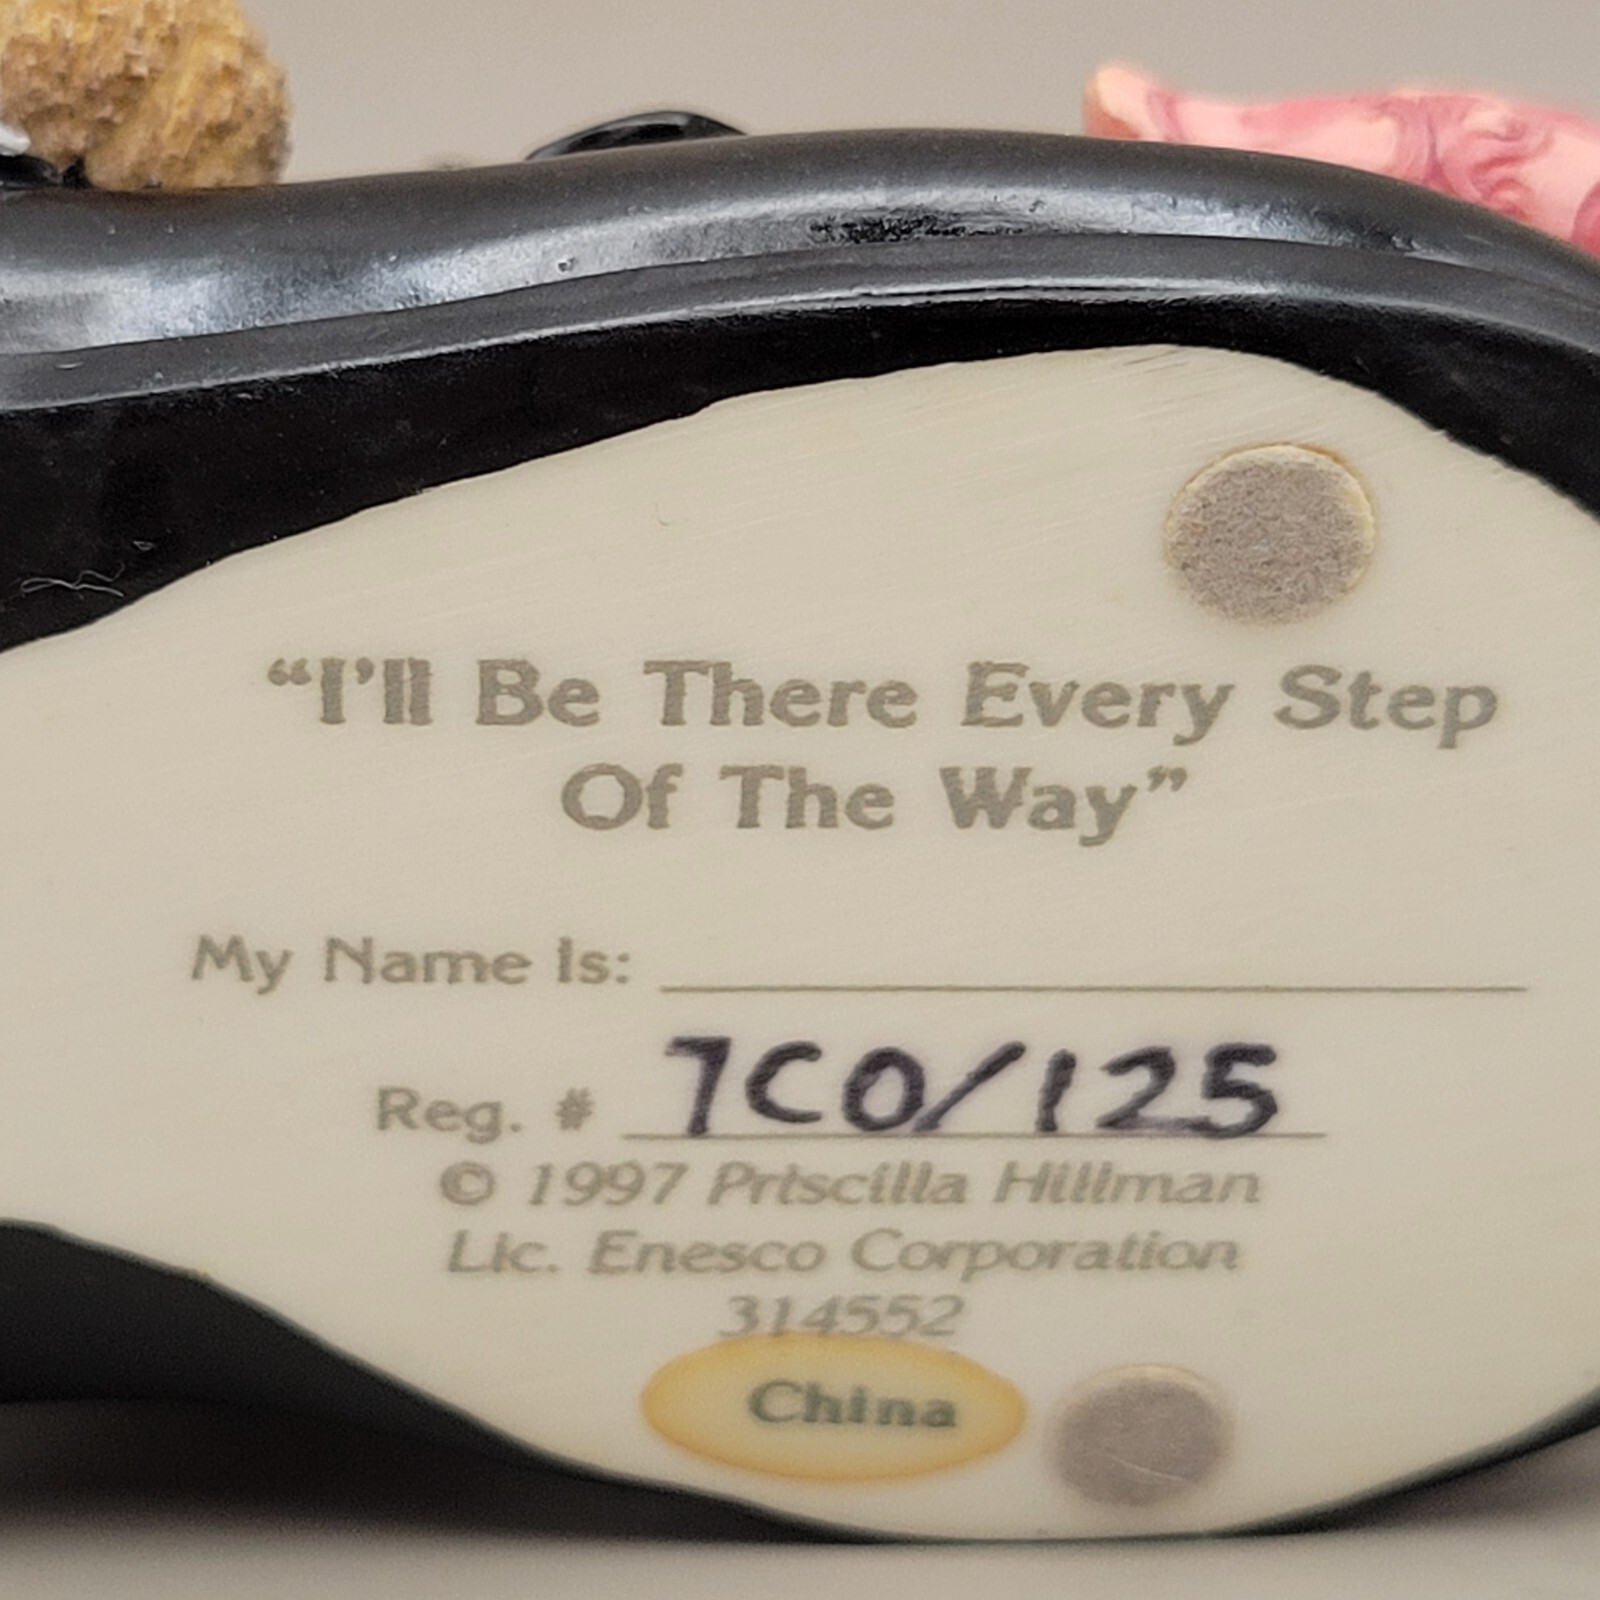 “I’ll Be There Every Step
Of The Way”
My Name Is:
Reg. # 7C0/125
© 1997 Priscilla Hillman
Lic. Enesco Corporation
314552
China